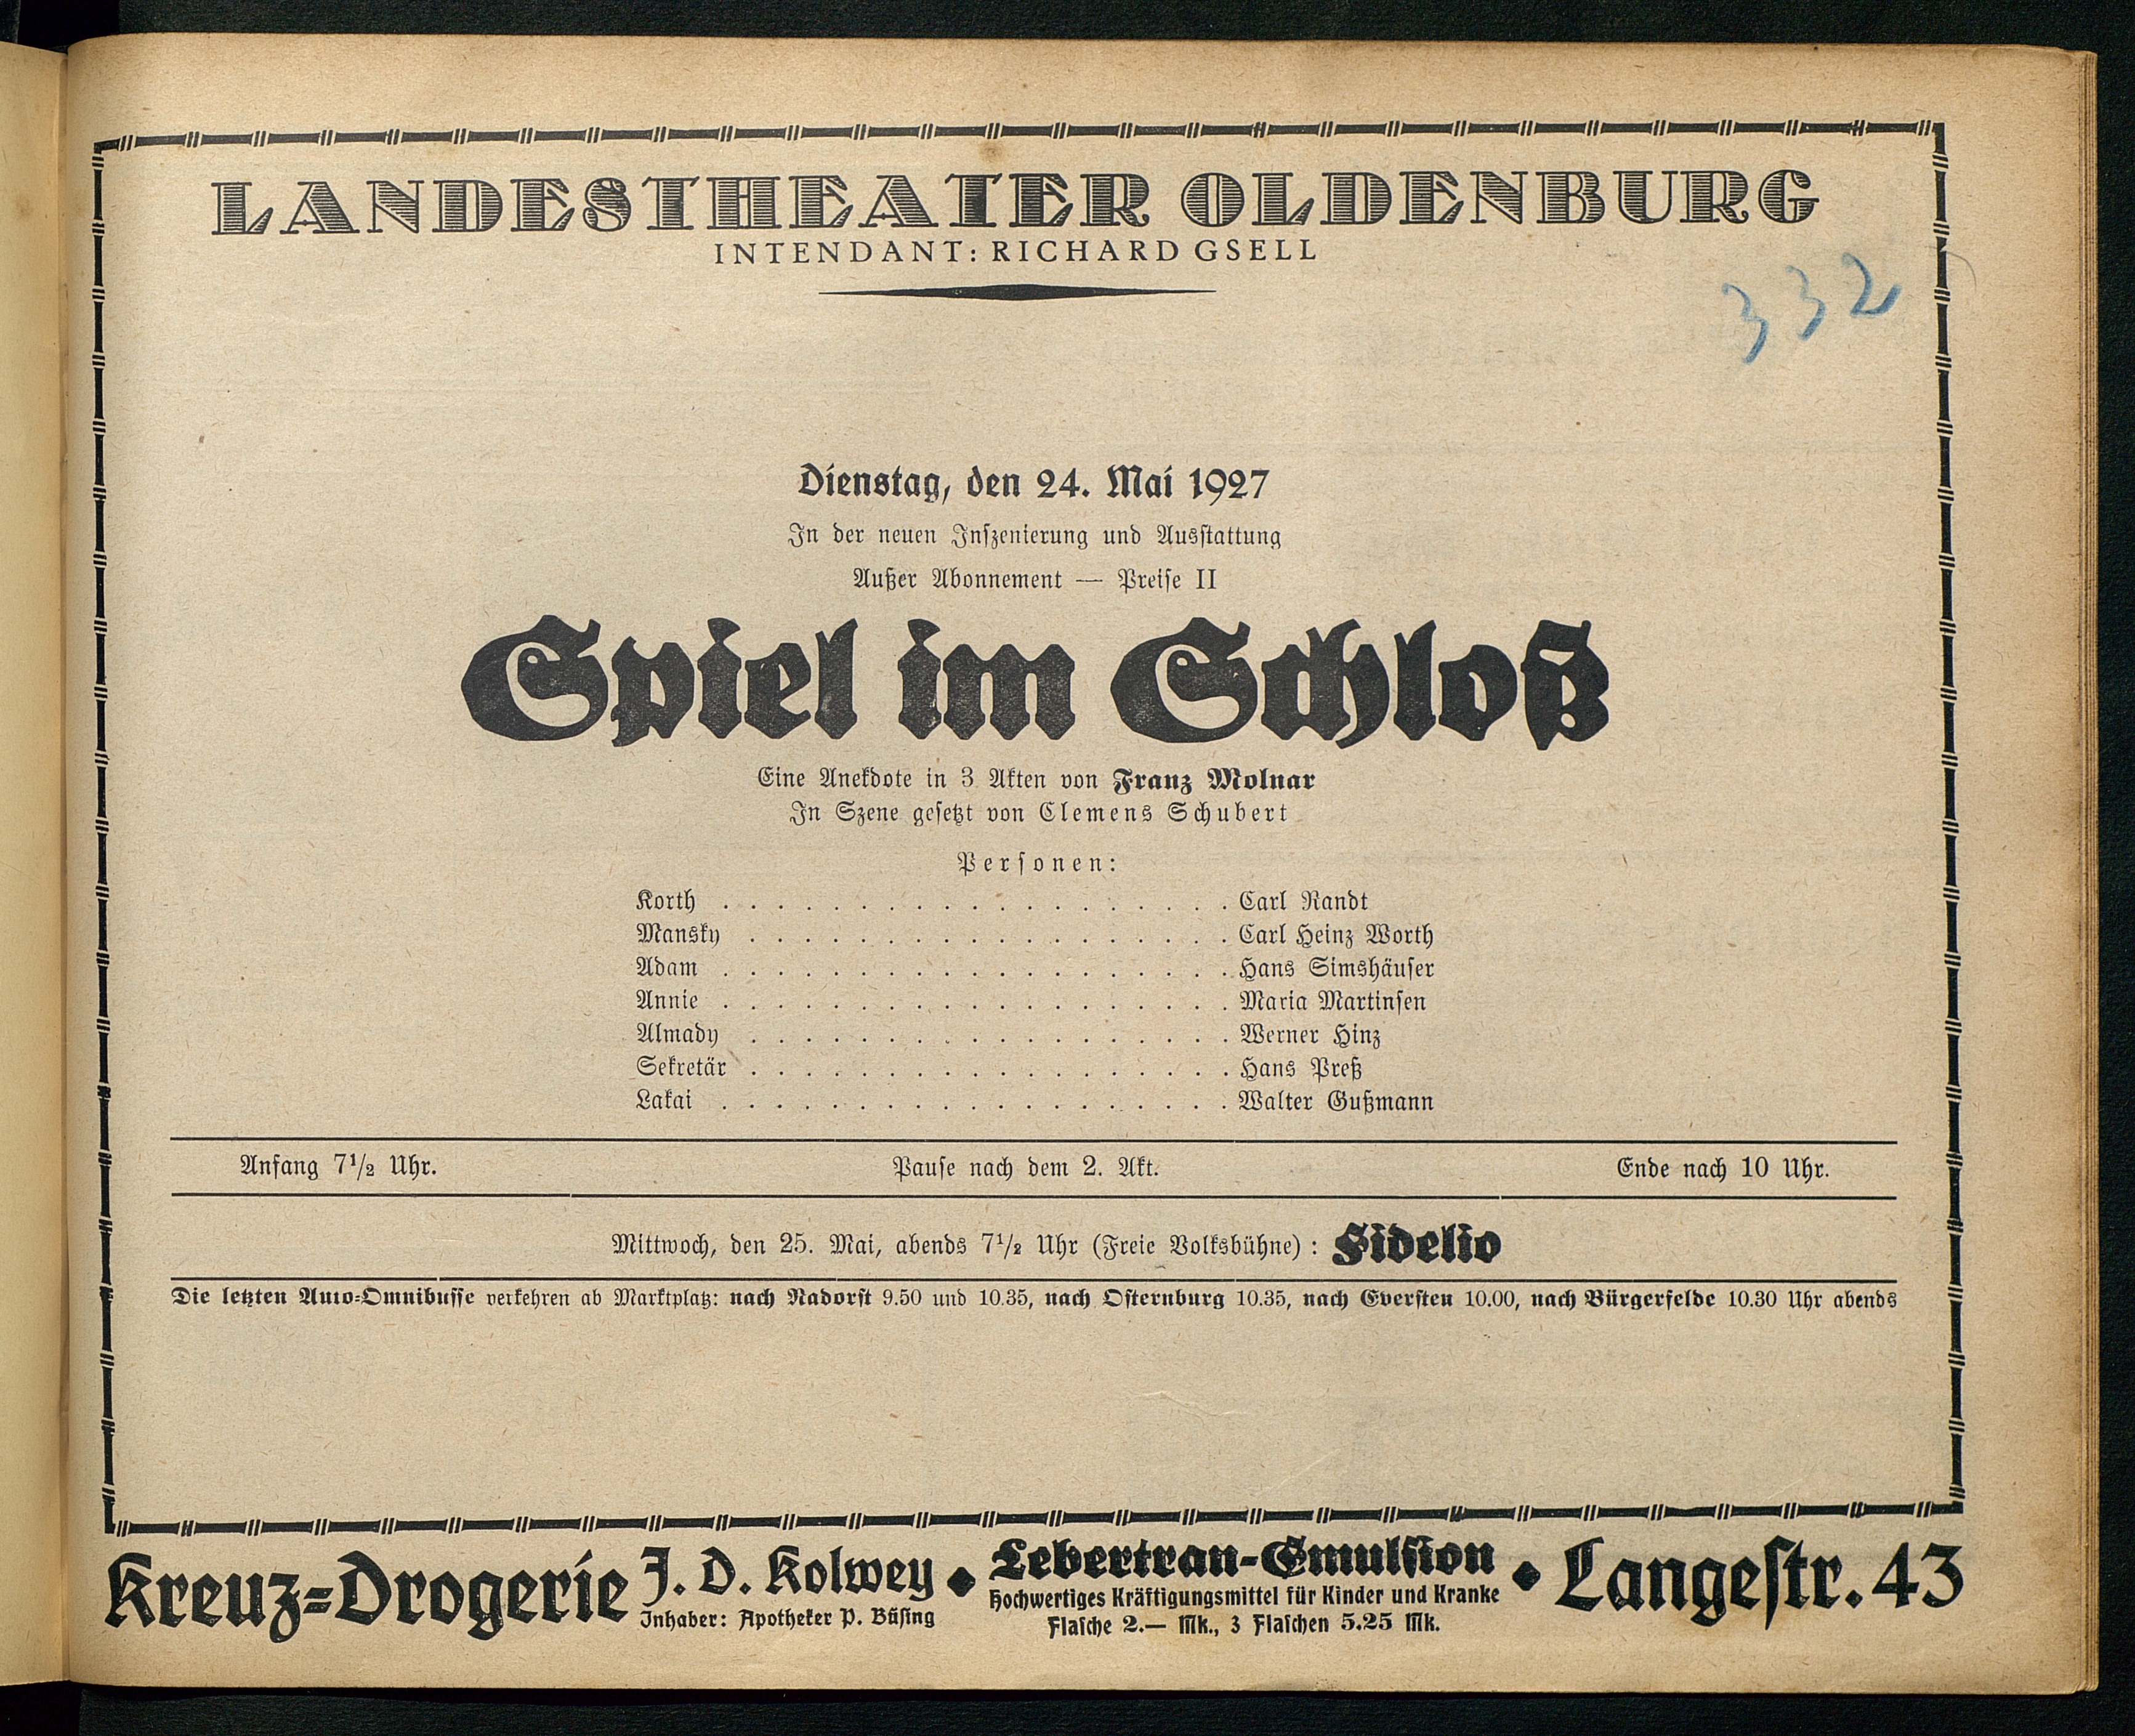 LANDESTHEATER OLDENBURG
INTENDANT: RICHARD GSELL
332
Dienstag, den 24. Mai 1927
In der neuen Inszenierung und Ausstattung
Außer Abonnement — Preise II
Spiel im Schloß
Eine Anekdote in 3 Akten von Franz Molnar
In Szene gesetzt von Clemens Schubert
Personen:
Korth . . . . . . . . . . . . . . . . . . . Carl Randt
Mansky . . . . . . . . . . . . . . . . . . Carl Heinz Worth
Adam . . . . . . . . . . . . . . . . . . . Hans Simshäuser
Annie . . . . . . . . . . . . . . . . . . . Maria Martinsen
Almady . . . . . . . . . . . . . . . . . . Werner Hinz
Sekretär . . . . . . . . . . . . . . . . . . Hans Preß
Lakai . . . . . . . . . . . . . . . . . . . Walter Gußmann
Anfang 7½ Uhr. Pause nach dem 2. Akt. Ende nach 10 Uhr.
Mittwoch, den 25. Mai, abends 7½ Uhr (Freie Volksbühne): Fidelio
Die letzten Auto-Omnibusse verkehren ab Marktplatz: nach Nadorst 9.50 und 10.35, nach Osternburg 10.35, nach Eversten 10.00, nach Bürgerfelde 10.30 Uhr abends
Kreuz-Drogerie J. D. Kolwey ◆ Lebertran-Emulsion ◆ Langestr. 43
Inhaber: Apotheker P. Büsing
Hochwertiges Kräftigungsmittel für Kinder und Kranke
Flasche 2.— Mk., 3 Flaschen 5.25 Mk.